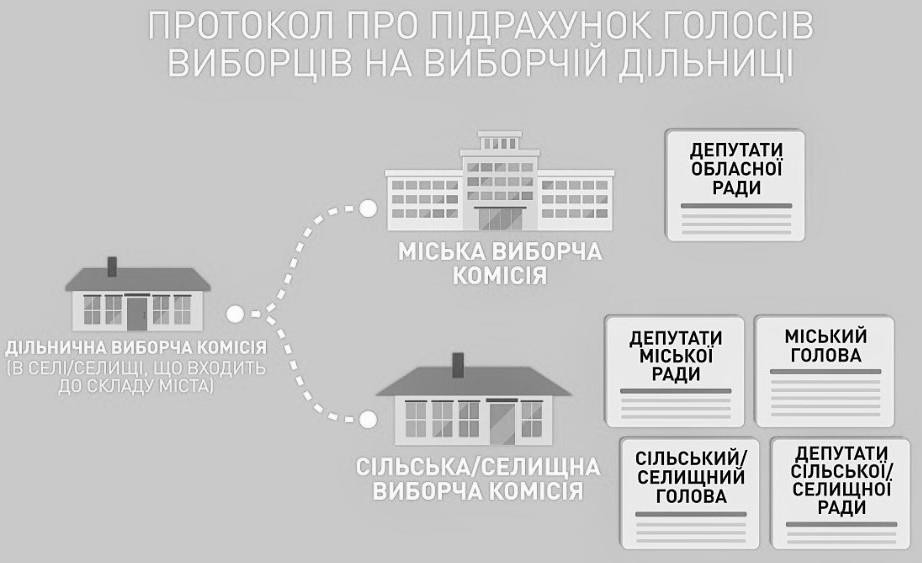 ПРОТОКОЛ ПРО ПІДРАХУНОК ГОЛОСІВ
ВИБОРЦІВ НА ВИБОРЧІЙ ДІЛЬНИЦІ
МІСЬКА ВИБОРЧА
КОМІСІЯ
ДЕПУТАТИ
ОБЛАСНОЇ
РАДИ
ДІЛЬНИЧНА ВИБОРЧА КОМІСІЯ
(В СЕЛІ/СЕЛИЩІ, ЩО ВХОДИТЬ
ДО СКЛАДУ МІСТА)
СІЛЬСЬКА/СЕЛИЩНА
ВИБОРЧА КОМІСІЯ
ДЕПУТАТИ
МІСЬКОЇ
РАДИ
МІСЬКИЙ
ГОЛОВА
СІЛЬСЬКИЙ/
СЕЛИЩНИЙ
ГОЛОВА
ДЕПУТАТИ
СІЛЬСЬКОЇ/
СЕЛИЩНОЇ
РАДИ